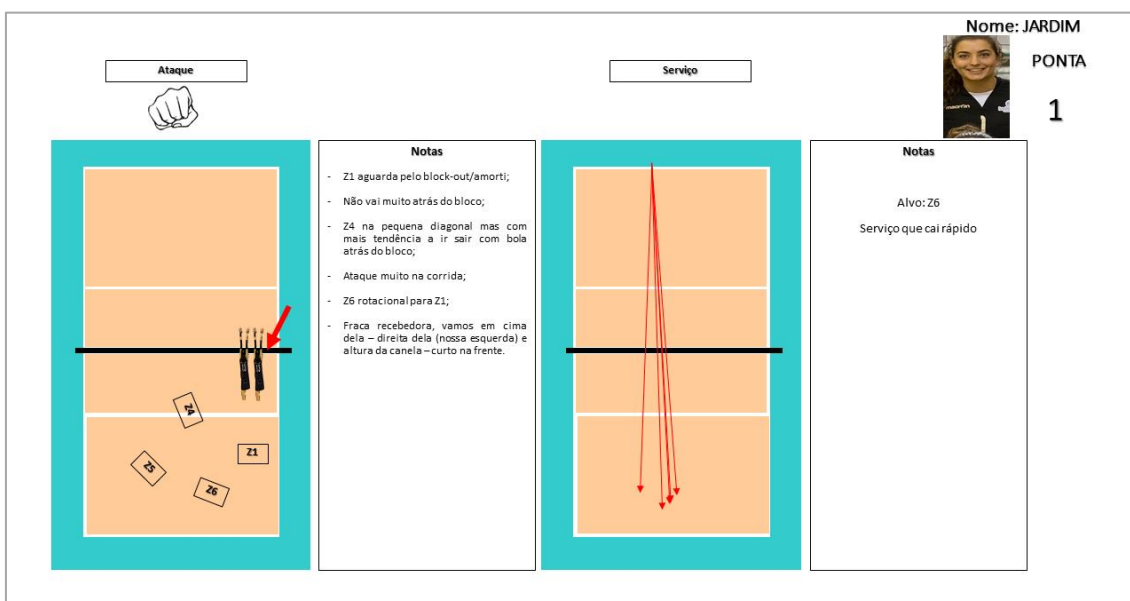 Nome: JARDIM
PONTA
1
Ataque
Serviço
Notas
- Z1 aguarda pelo block-out/amorti;
- Não vai muito atrás do bloco;
- Z4 na pequena diagonal mas com
mais tendência a ir sair com bola
atrás do bloco;
- Ataque muito na corrida;
- Z6 rotacional para Z1;
- Fraca recebedora, vamos em cima
dela – direita dela (nossa esquerda) e
altura da canela – curto na frente.
Z4
Z1
Z5
Z6
Notas
Alvo: Z6
Serviço que cai rápido